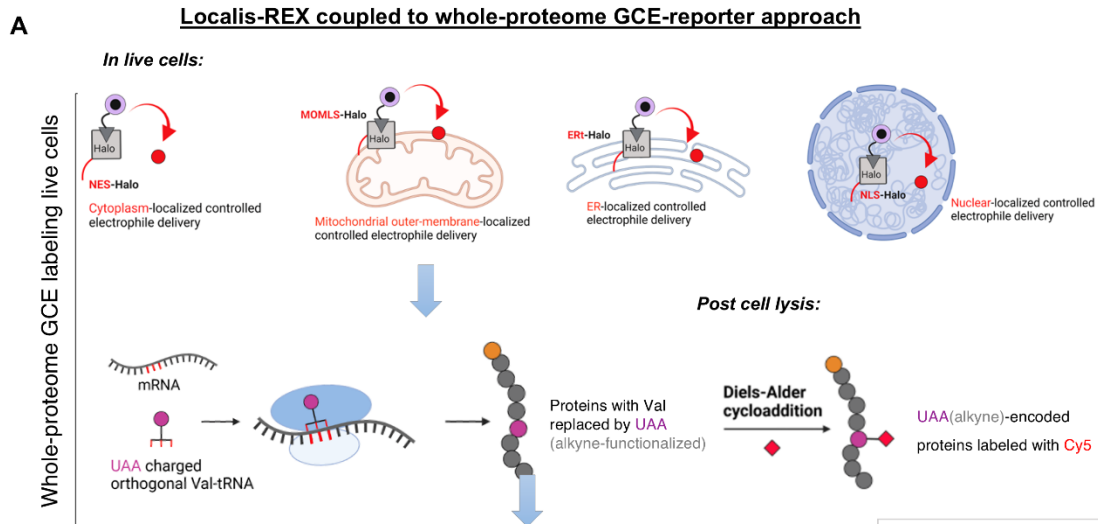 Localis-REX coupled to whole-proteome GCE-reporter approach
A
In live cells:
Whole-proteome GCE labeling live cells
Halo
NES-Halo
Cytoplasm-localized controlled
electrophile delivery
MOMLS-Halo
Halo
Mitochondrial outer-membrane-localized
controlled electrophile delivery
ERt-Halo
Halo
ER-localized controlled
electrophile delivery
Halo
NLS-Halo
Nuclear-localized controlled
electrophile delivery
Post cell lysis:
mRNA
UAA charged
orthogonal Val-tRNA
Proteins with Val
replaced by UAA
(alkyne-functionalized)
Diels-Alder
cycloaddition
UAA(alkyne)-encoded
proteins labeled with Cy5